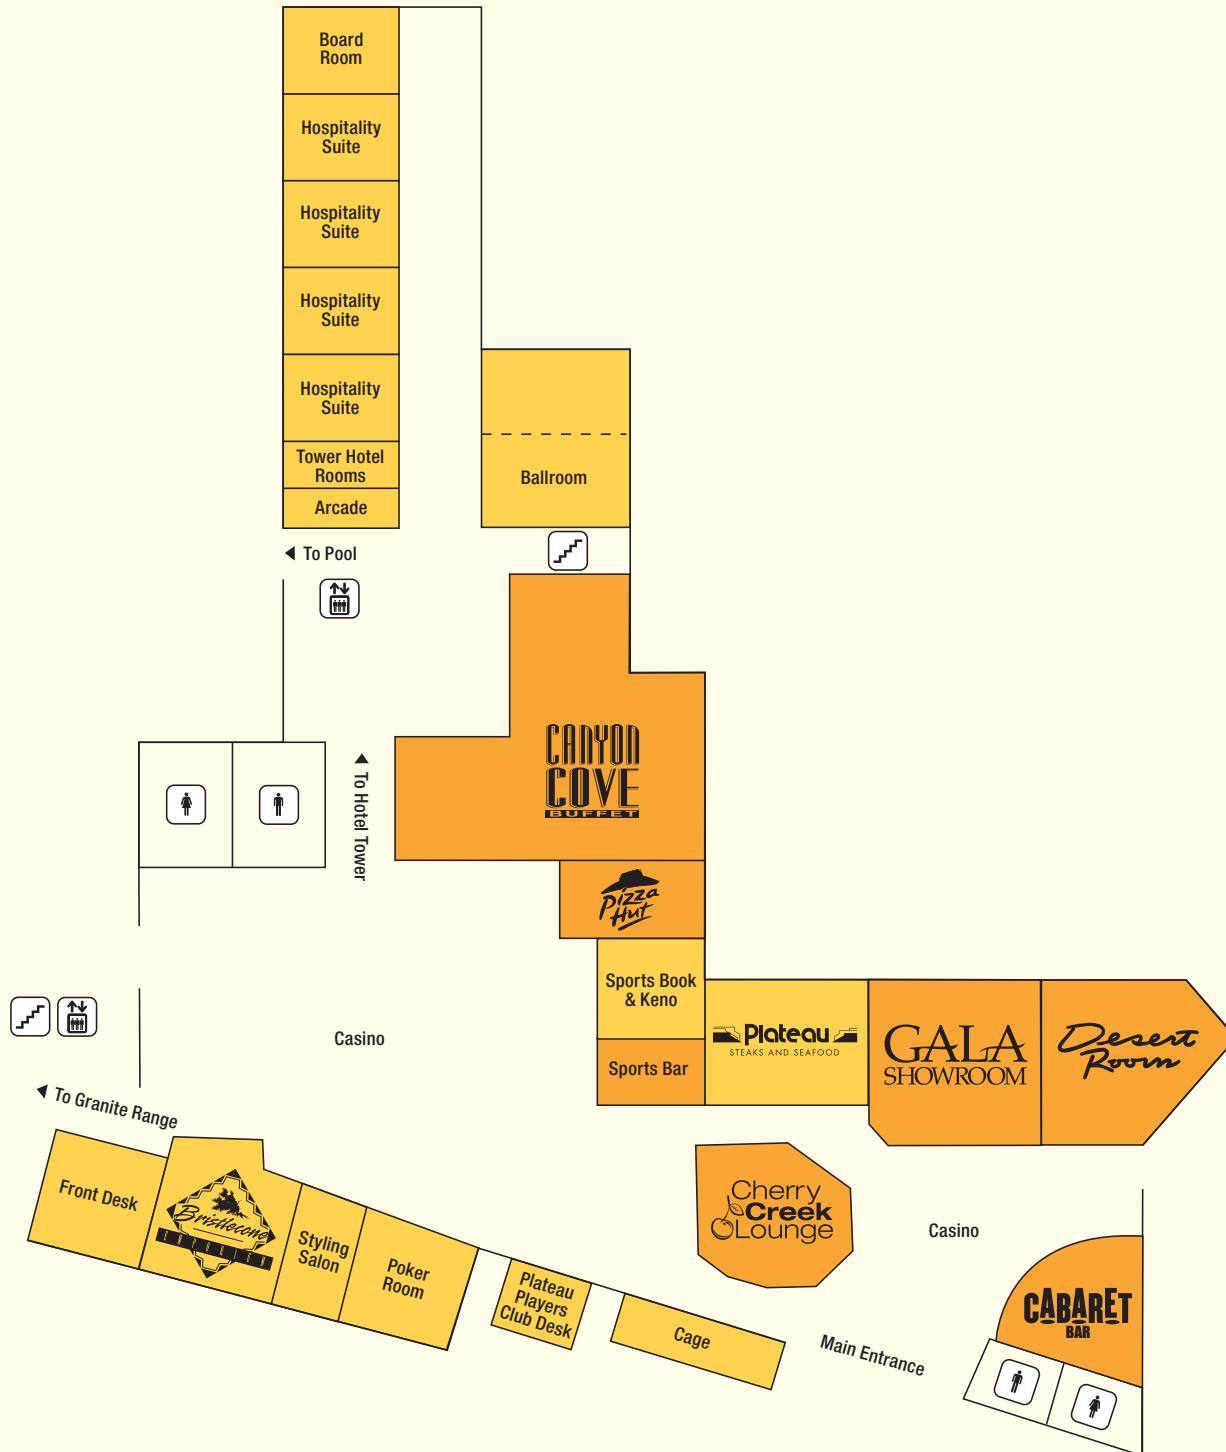 Board
Room
Hospitality
Suite
Hospitality
Suite
Hospitality
Suite
Hospitality
Suite
Tower Hotel
Rooms
Arcade
Ballroom
To Pool
CANYON
COVE
BUFFET
To Hotel Tower
Pizza
Hut
Sports Book
& Keno
Sports Bar
Plateau
STEAKS AND SEAFOOD
GALA
SHOWROOM
Desert
Room
Casino
To Granite Range
Front Desk
Bristlecone
EMPORIUM
Styling
Salon
Poker
Room
Plateau
Players
Club Desk
Cage
Cherry
Creek
Lounge
Casino
CABARET
BAR
Main Entrance